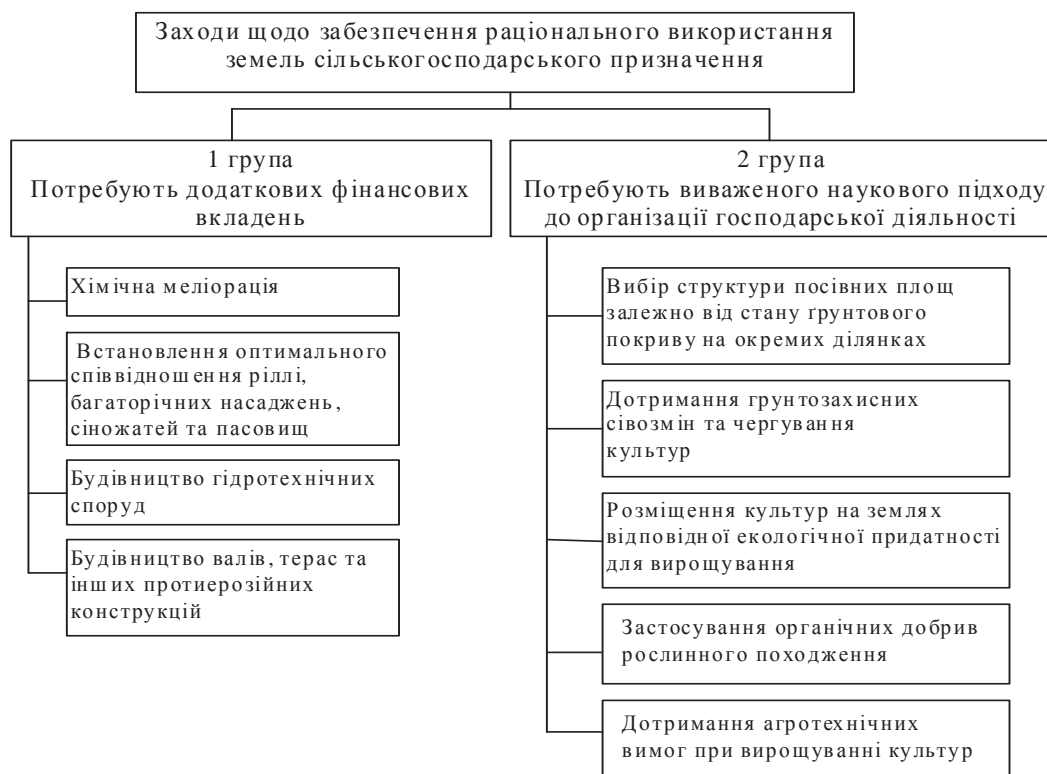 Заходи щодо забезпечення раціонального використання
земель сільськогосподарського призначення
1 група
Потребують додаткових фінансових
вкладень
Хімічна меліорація
Встановлення оптимального
співвідношення ріллі,
багаторічних насаджень,
сіножатей та пасовищ
Будівництво гідротехнічних
споруд
Будівництво валів, терас та
інших протиерозійних
конструкцій
2 група
Потребують виваженого наукового підходу
до організації господарської діяльності
Вибір структури посівних площ
залежно від стану ґрунтового
покриву на окремих ділянках
Дотримання грунтозахисних
сівозмін та чергування
культур
Розміщення культур на землях
відповідної екологічної придатності
для вирощування
Застосування органічних добрив
рослинного походження
Дотримання агротехнічних
вимог при вирощуванні культур